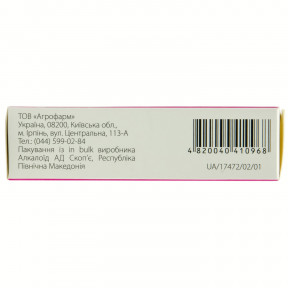 ТОВ «Агрофарм»
Україна, 08200, Київська обл.,
м. Ірпінь, вул. Центральна, 113-А
Тел.: (044) 599-02-84
Пакування із in bulk виробника
Алкалоїд АД Скоп'є, Республіка
Північна Македонія
4 820040 410968
UA/17472/02/01